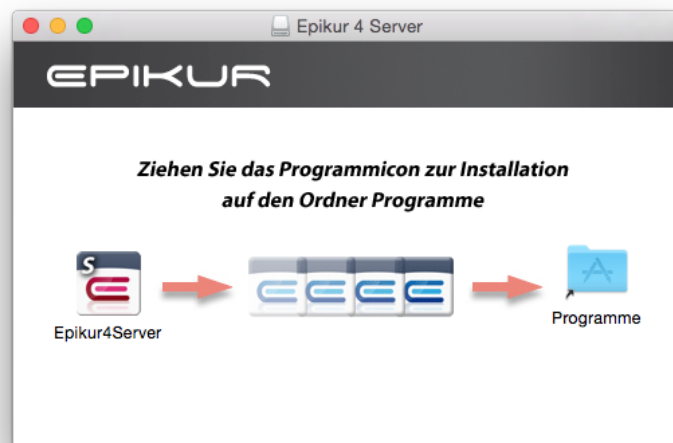 Epikur 4 Server
EPIKUR
Ziehen Sie das Programmicon zur Installation
auf den Ordner Programme
S
Epikur4Server
Programme